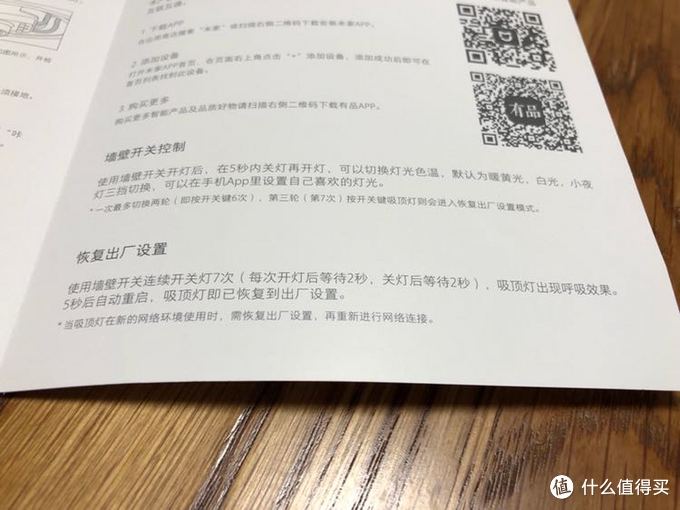 互联互通。
1 下载APP
在应用商店搜索“米家”或扫描右侧二维码下载安装米家APP。
2 添加设备
打开米家APP首页，在页面右上角点击“+”添加设备，添加成功后即可在
首页列表找到此设备。
3 购买更多
购买更多智能产品及品质好物请扫描右侧二维码下载有品APP。
有品
墙壁开关控制
使用墙壁开关开灯后，在5秒内关灯再开灯，可以切换灯光色温，默认为暖黄光，白光，小夜
灯三挡切换，可以在手机App里设置自己喜欢的灯光。
*一次最多切换两轮（即按开关键6次），第三轮（第7次）按开关键吸顶灯则会进入恢复出厂设置模式。
恢复出厂设置
使用墙壁开关连续开关灯7次（每次开灯后等待2秒，关灯后等待2秒），吸顶灯出现呼吸效果。
5秒后自动重启，吸顶灯即已恢复到出厂设置。
*当吸顶灯在新的网络环境使用时，需恢复出厂设置，再重新进行网络连接。
须接地。
“咔
值 什么值得买